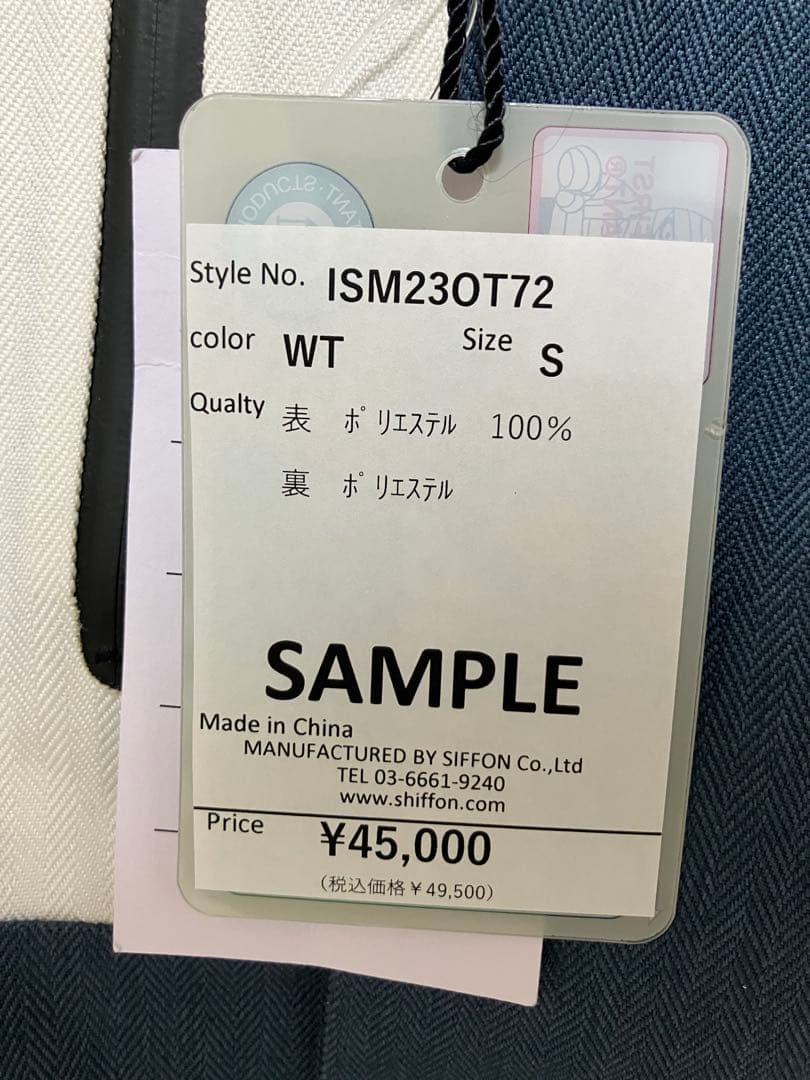 Style No. ISM23OT72
color WT Size S
Qualty 表 ポリエステル 100%
裏 ポリエステル
SAMPLE
Made in China
MANUFACTURED BY SIFFON Co.,Ltd
TEL 03-6661-9240
www.shiffon.com
Price ¥45,000
(税込価格¥49,500)